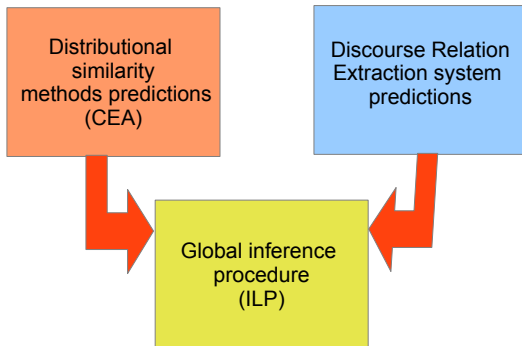 Distributional
similarity
methods predictions
(CEA)
Discourse Relation
Extraction system
predictions
Global inference
procedure
(ILP)